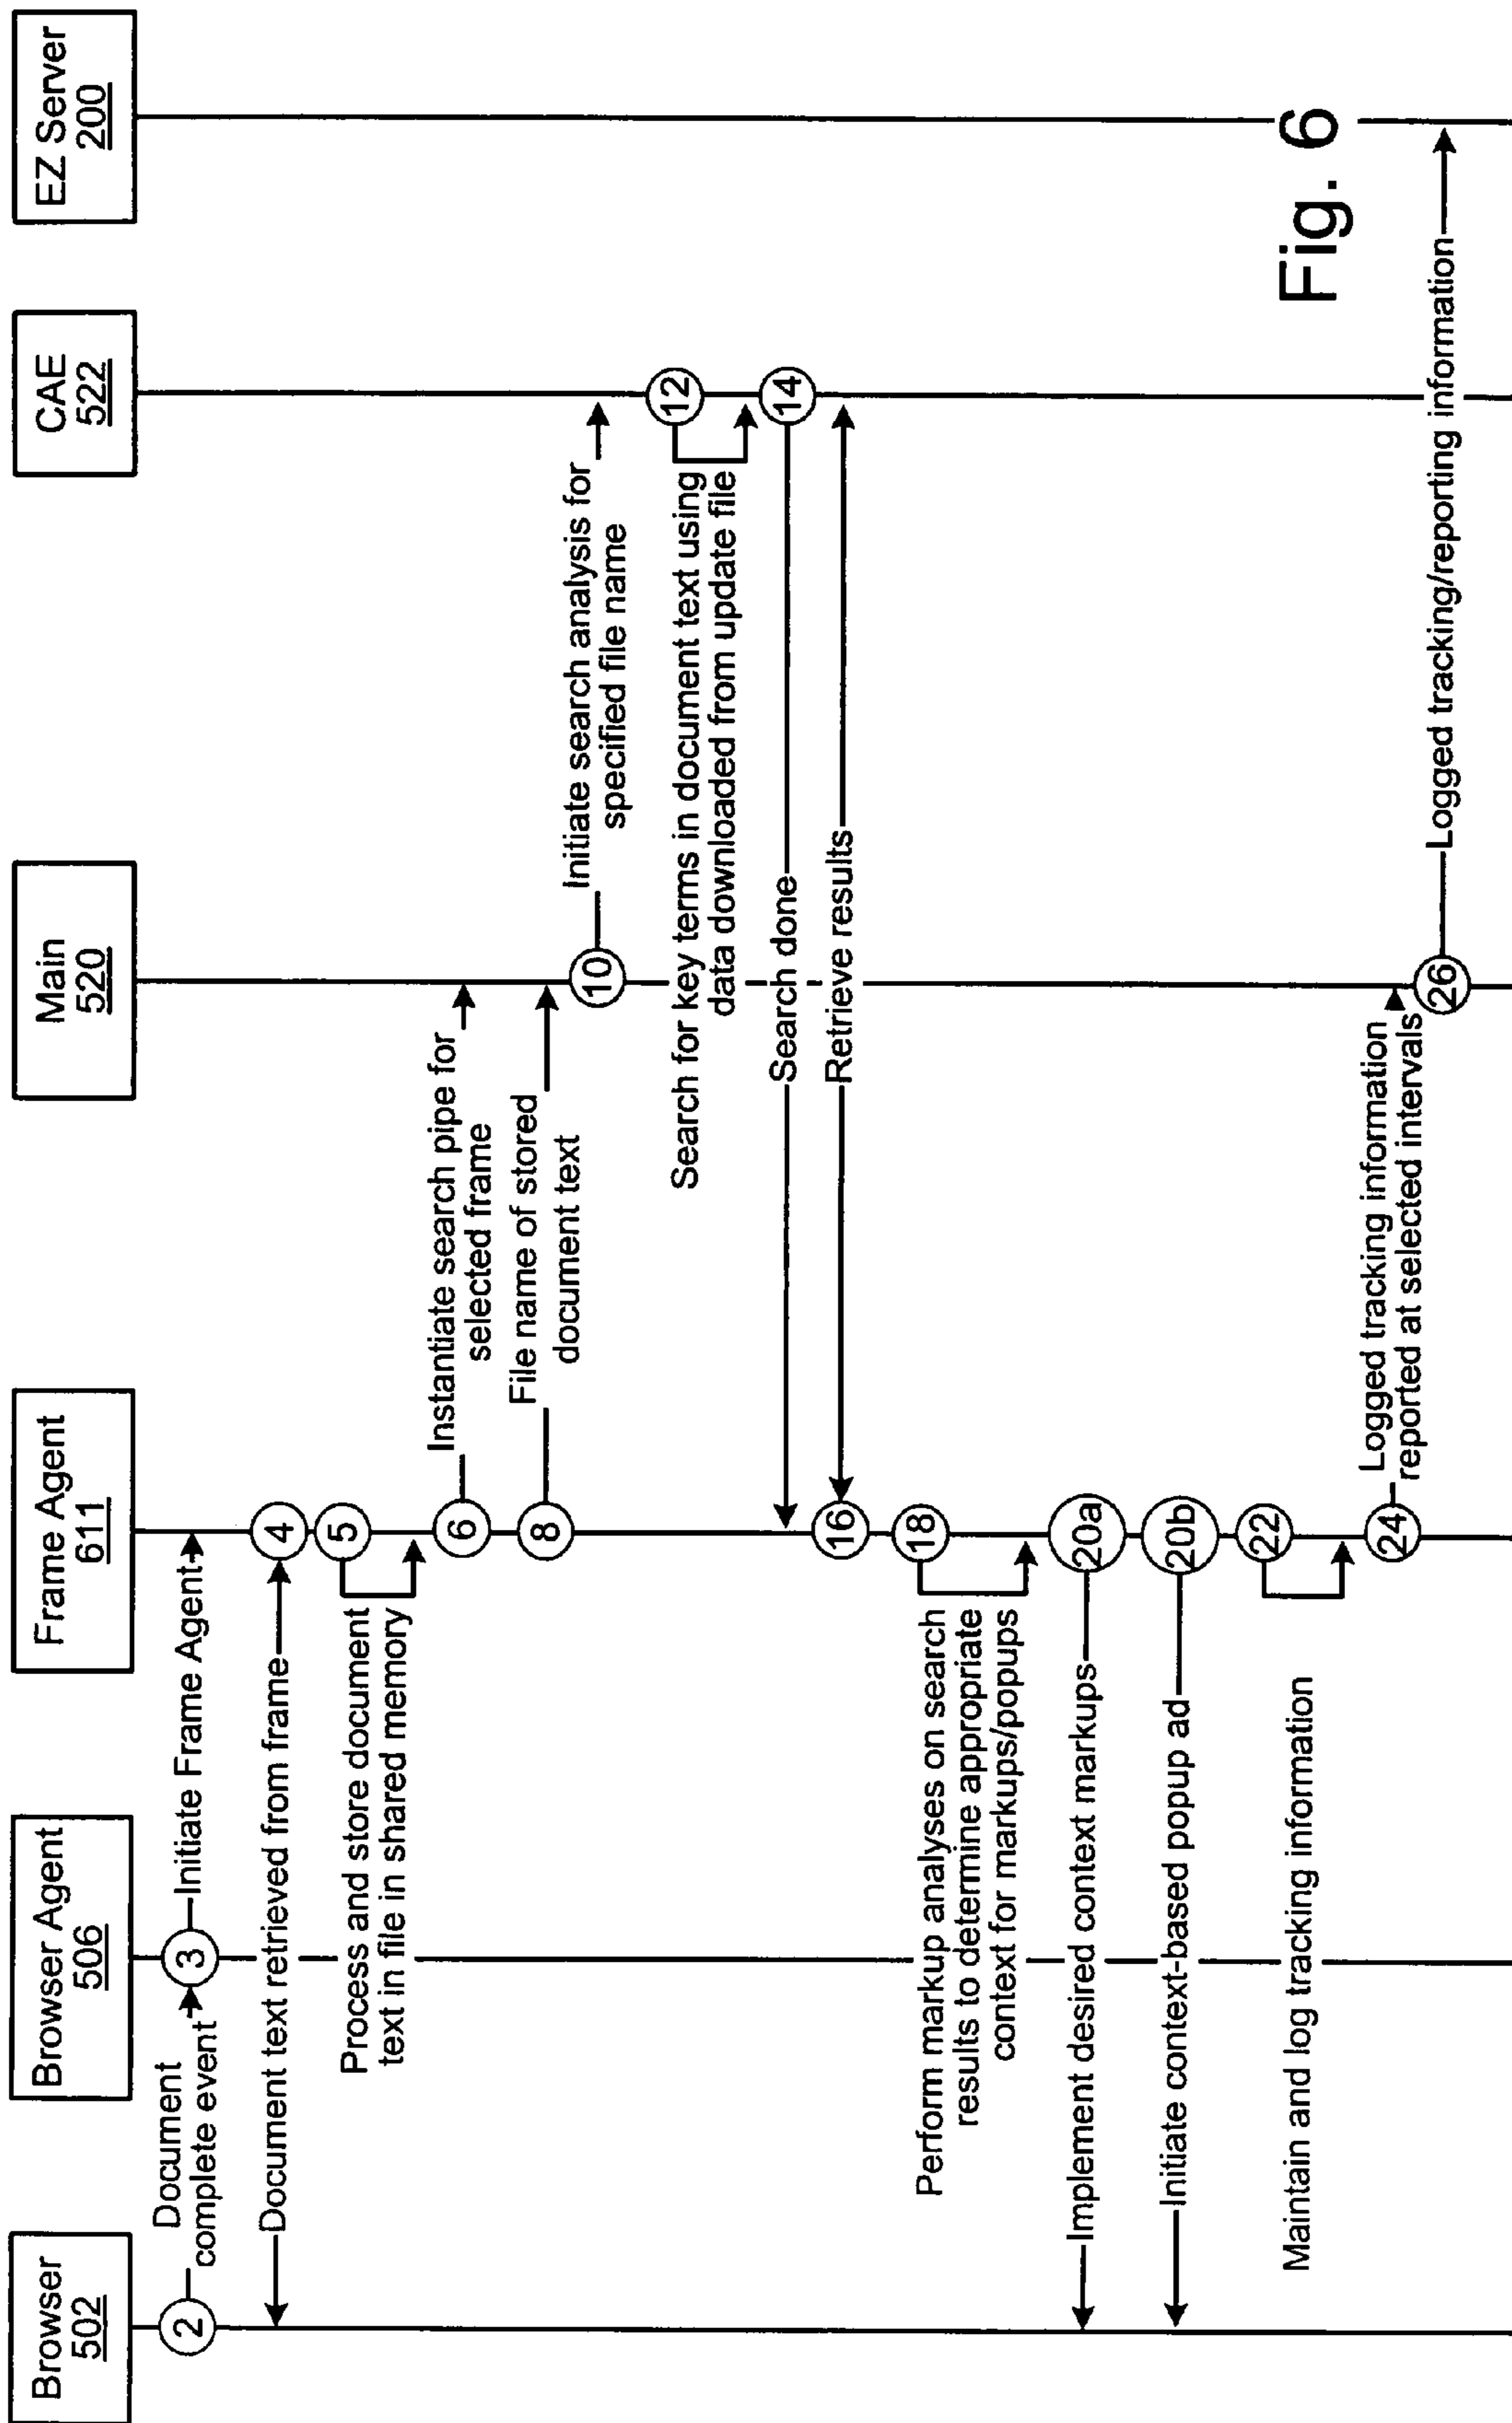 Browser
502
Browser Agent
506
Frame Agent
611
Main
520
CAE
522
EZ Server
200
2
Document
complete event
3
Initiate Frame Agent
Document text retrieved from frame
4
Process and store document
text in file in shared memory
5
6
Instantiate search pipe for
selected frame
8
File name of stored
document text
10
Initiate search analysis for
specified file name
Search for key terms in document text using
data downloaded from update file
12
Search done
14
16
Retrieve results
Perform markup analyses on search
results to determine appropriate
context for markups/popups
18
Implement desired context markups
20a
Initiate context-based popup ad
20b
Maintain and log tracking information
22
24
Logged tracking information
reported at selected intervals
26
Logged tracking/reporting information
Fig. 6